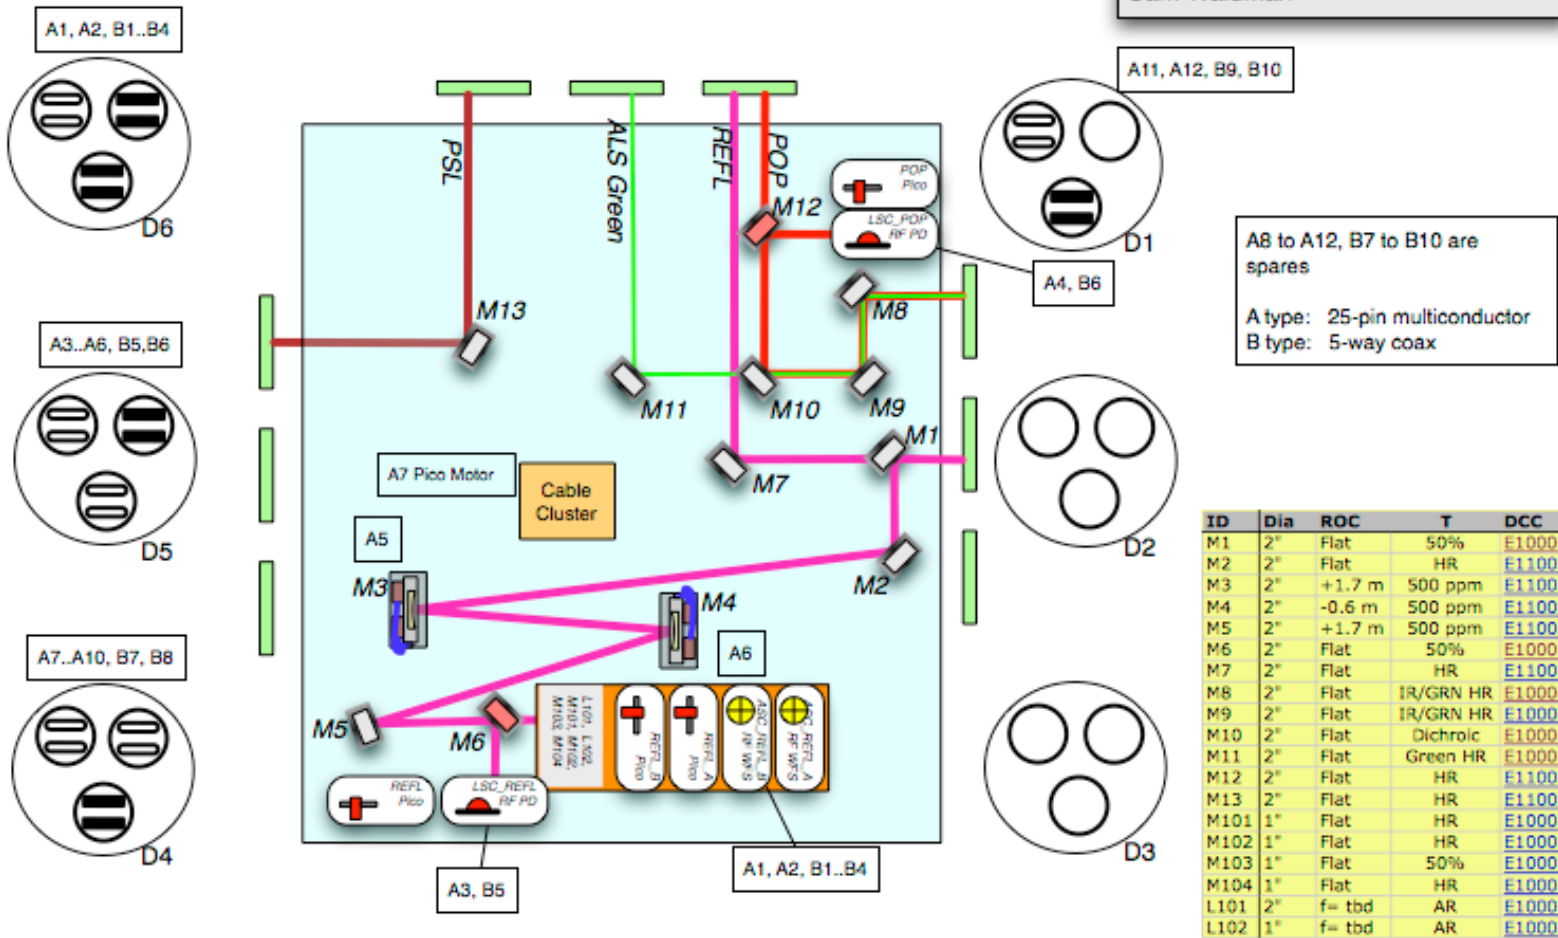 A1, A2, B1..B4
D6
A3..A6, B5,B6
D5
A7..A10, B7, B8
D4
PSL
ALS Green
REFL
POP
M12
POP
Pico
LSC_POP
RF PD
A4, B6
M13
M8
M11
M10
M9
M1
M7
A7 Pico Motor
Cable
Cluster
A5
M3
M2
M4
A6
M5
M6
L101, L102,
M101, M102,
M103, M104
REFL_B
Pico
REFL_A
Pico
ASC_REFL_B
RF WFS
ASC_REFL_A
RF WFS
REFL
Pico
LSC_REFL
RF PD
A3, B5
A1, A2, B1..B4
A11, A12, B9, B10
D1
D2
D3
A8 to A12, B7 to B10 are
spares
A type: 25-pin multiconductor
B type: 5-way coax
ID Dia ROC T DCC
M1 2" Flat 50% E1000
M2 2" Flat HR E1100
M3 2" +1.7 m 500 ppm E1100
M4 2" -0.6 m 500 ppm E1100
M5 2" +1.7 m 500 ppm E1100
M6 2" Flat 50% E1000
M7 2" Flat HR E1100
M8 2" Flat IR/GRN HR E1000
M9 2" Flat IR/GRN HR E1000
M10 2" Flat Dichroic E1000
M11 2" Flat Green HR E1000
M12 2" Flat HR E1100
M13 2" Flat HR E1100
M101 1" Flat HR E1000
M102 1" Flat HR E1000
M103 1" Flat 50% E1000
M104 1" Flat HR E1000
L101 2" f= tbd AR E1000
L102 1" f= tbd AR E1000